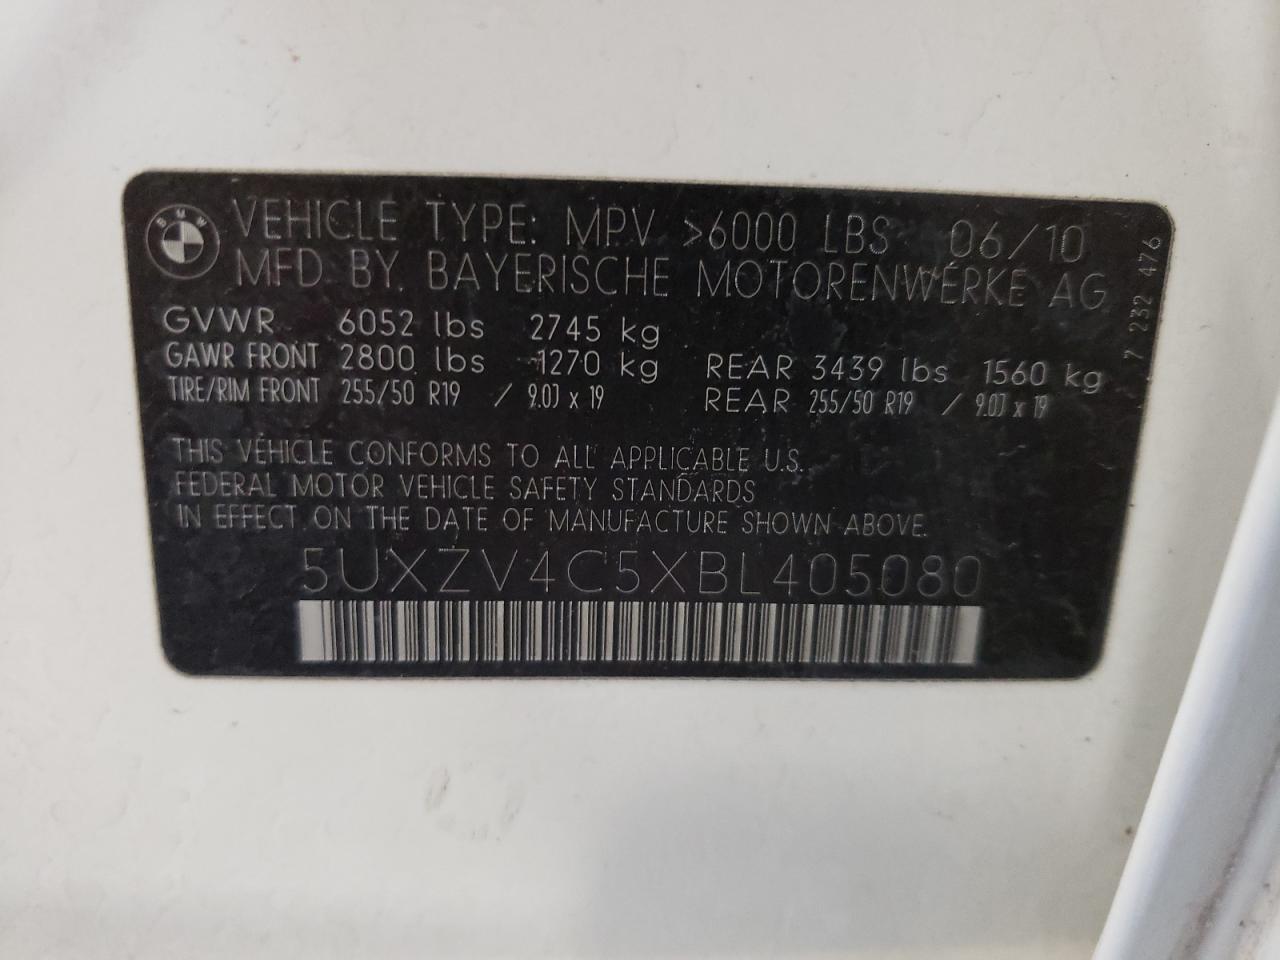 BMW
VEHICLE TYPE: MPV >6000 LBS 06/10
MFD BY. BAYERISCHE MOTORENWERKE AG
GVWR 6052 lbs 2745 kg
GAWR FRONT 2800 lbs 1270 kg REAR 3439 lbs 1560 kg
TIRE/RIM FRONT 255/50 R19 / 9.0J x 19 REAR 255/50 R19 / 9.0J x 19
THIS VEHICLE CONFORMS TO ALL APPLICABLE U.S.
FEDERAL MOTOR VEHICLE SAFETY STANDARDS
IN EFFECT ON THE DATE OF MANUFACTURE SHOWN ABOVE.
5UXZV4C5XBL405080
7 232 476